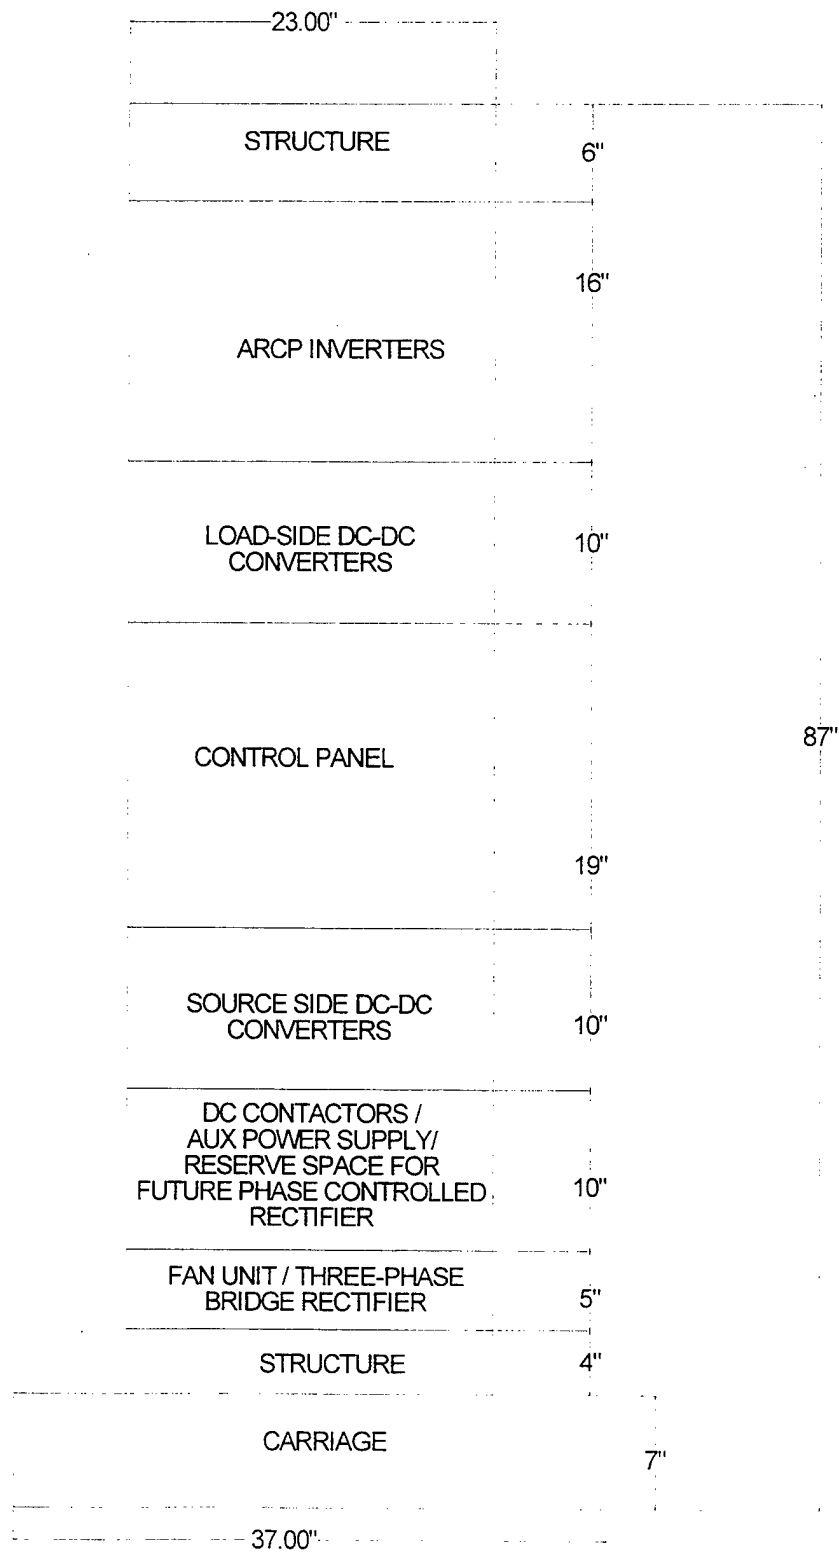 23.00"
STRUCTURE
6"
16"
ARCP INVERTERS
LOAD-SIDE DC-DC
CONVERTERS
10"
87"
CONTROL PANEL
19"
SOURCE SIDE DC-DC
CONVERTERS
10"
DC CONTACTORS /
AUX POWER SUPPLY/
RESERVE SPACE FOR
FUTURE PHASE CONTROLLED
RECTIFIER
10"
FAN UNIT / THREE-PHASE
BRIDGE RECTIFIER
5"
STRUCTURE
4"
CARRIAGE
7"
37.00"